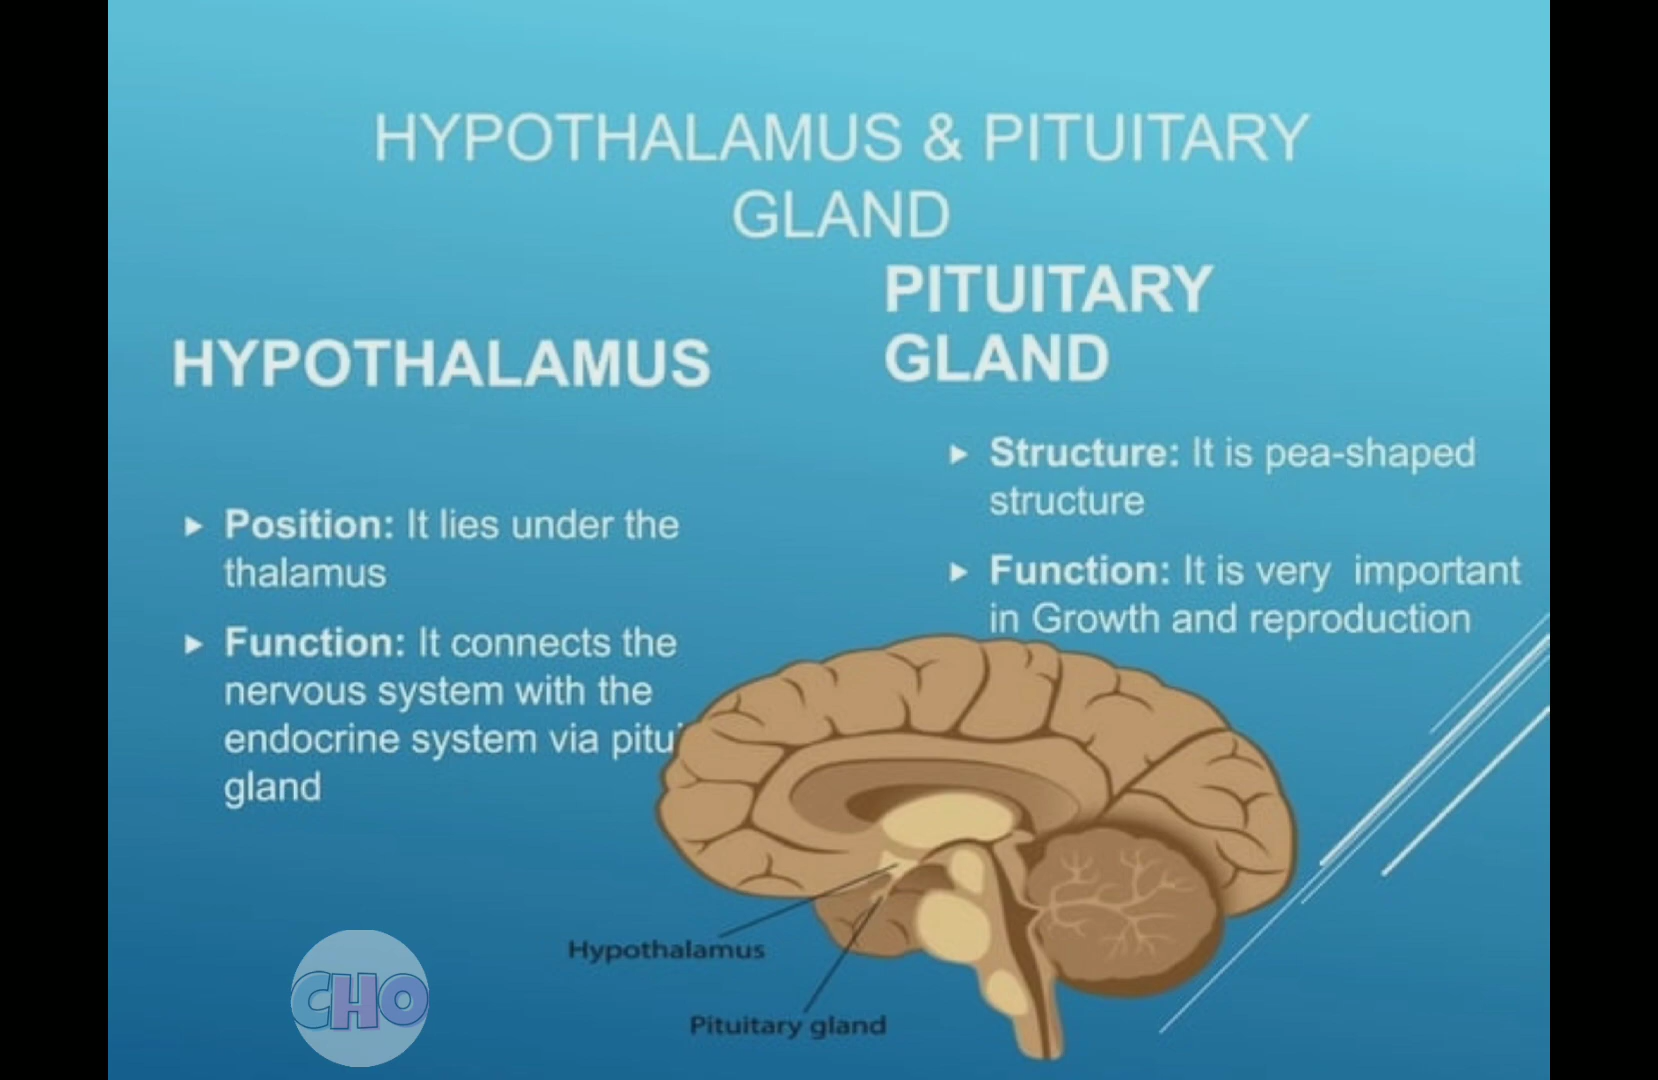 HYPOTHALAMUS & PITUITARY
GLAND
HYPOTHALAMUS
Position: It lies under the
thalamus
Function: It connects the
nervous system with the
endocrine system via
gland
PITUITARY
GLAND
Structure: It is pea-shaped
structure
Function: It is very important
in Growth and reproduction
Hypothalamus
Pituitary gland
CHO